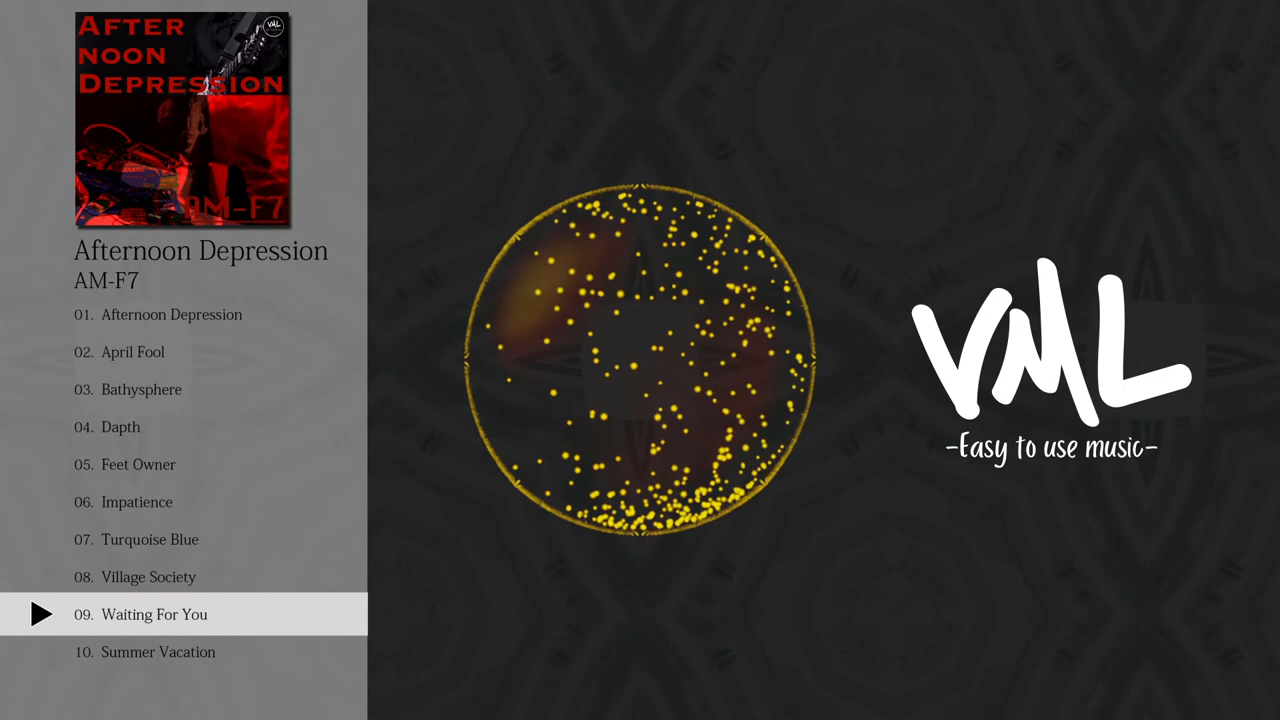 AFTER
NOON
DEPRESSION
VML
AM-F7
Afternoon Depression
AM-F7
01. Afternoon Depression
02. April Fool
03. Bathysphere
04. Dapth
05. Feet Owner
06. Impatience
07. Turquoise Blue
08. Village Society
09. Waiting For You
10. Summer Vacation
VML
-Easy to use music-